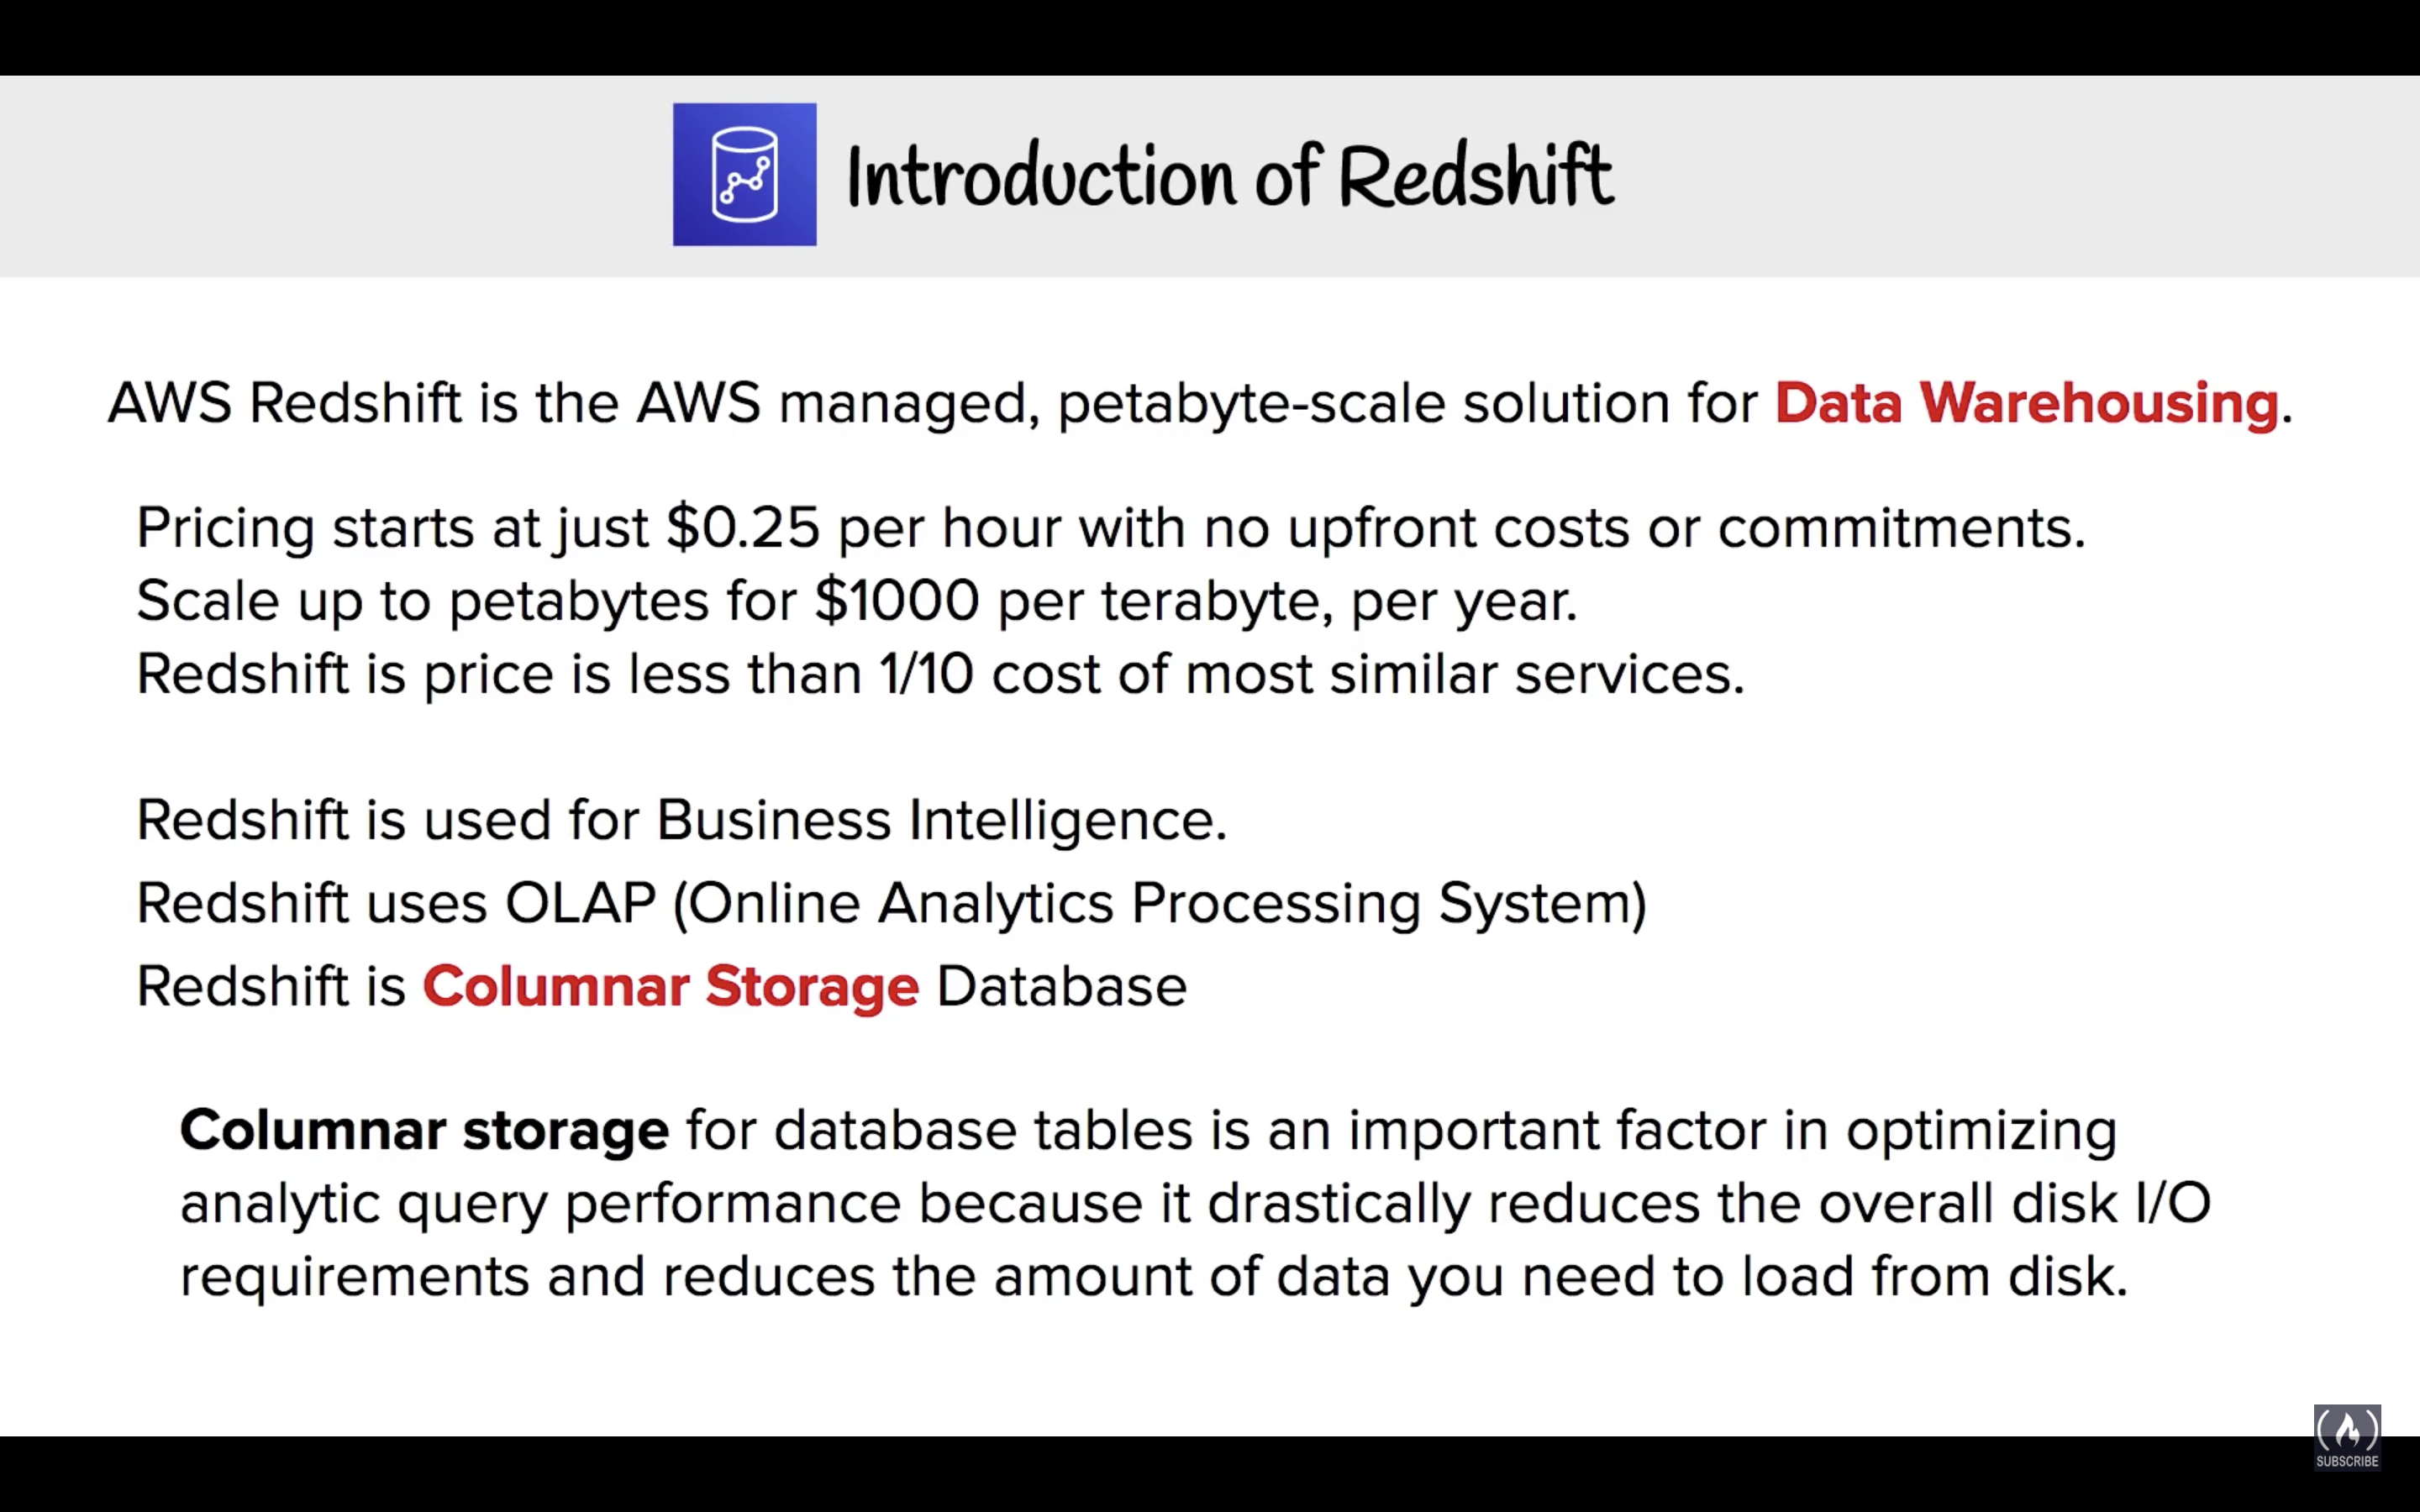 Introduction of Redshift
AWS Redshift is the AWS managed, petabyte-scale solution for Data Warehousing.
Pricing starts at just $0.25 per hour with no upfront costs or commitments.
Scale up to petabytes for $1000 per terabyte, per year.
Redshift is price is less than 1/10 cost of most similar services.
Redshift is used for Business Intelligence.
Redshift uses OLAP (Online Analytics Processing System)
Redshift is Columnar Storage Database
Columnar storage for database tables is an important factor in optimizing
analytic query performance because it drastically reduces the overall disk I/O
requirements and reduces the amount of data you need to load from disk.
SUBSCRIBE